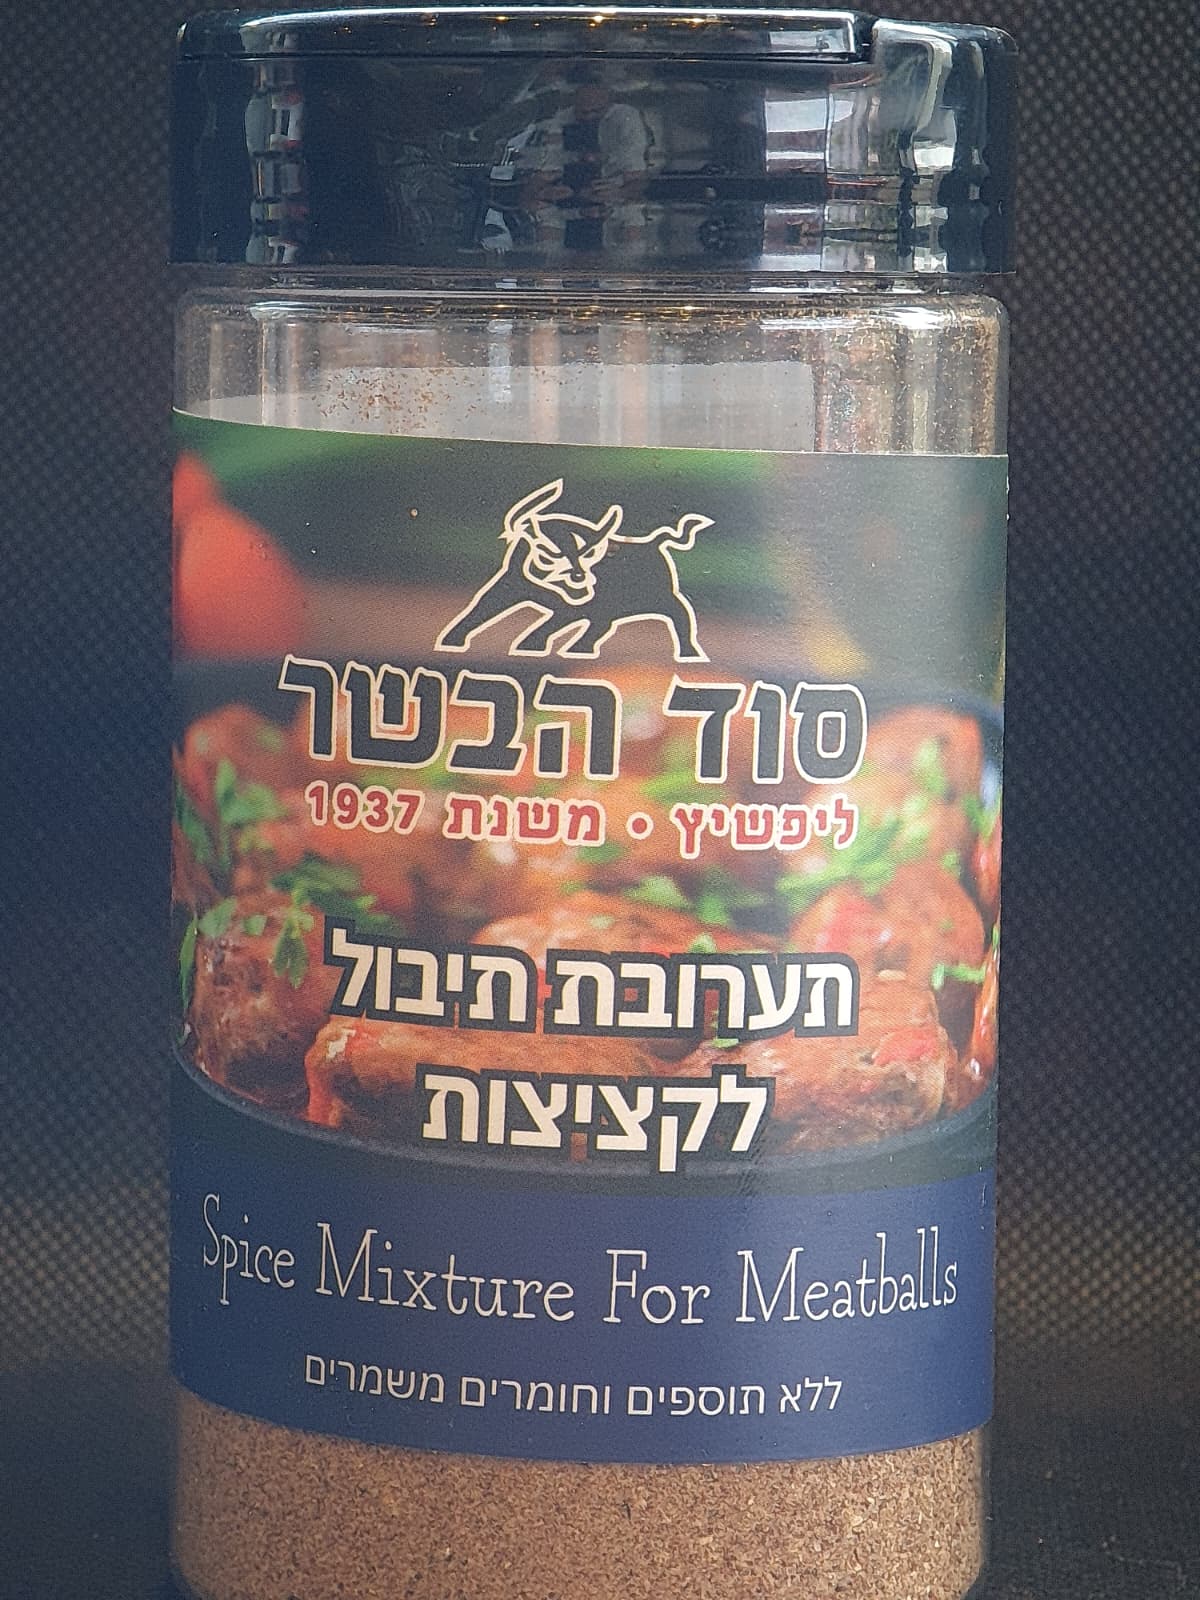 סוד הבשר
ליפשיץ • משנת 1937
תערובת תיבול
לקציצות
Spice Mixture For Meatballs
ללא תוספים וחומרים משמרים